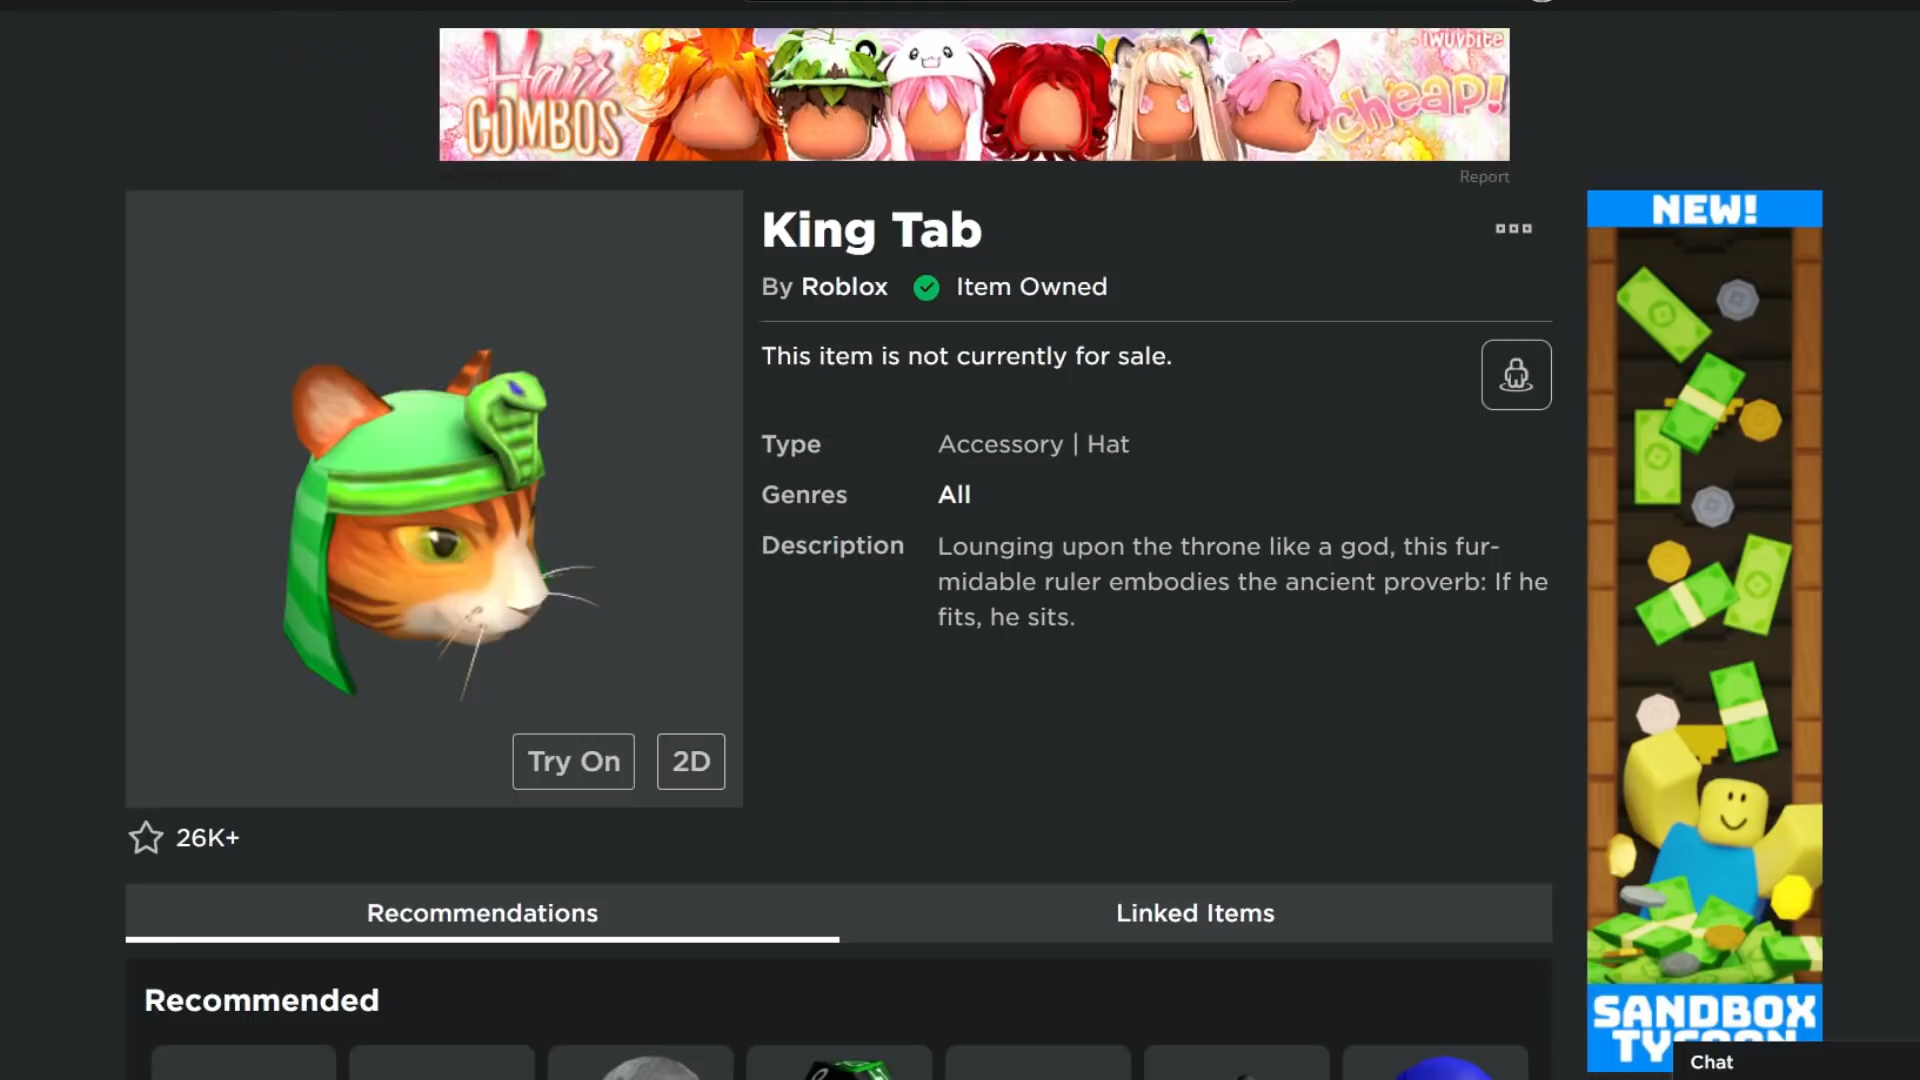 Hair
COMBOS
iwuvbite
cheap!
Report
NEW!
King Tab
By Roblox Item Owned
This item is not currently for sale.
Type Accessory | Hat
Genres All
Description Lounging upon the throne like a god, this fur-
midable ruler embodies the ancient proverb: If he
fits, he sits.
Try On 2D
26K+
Recommendations Linked Items
Recommended
SANDBOX
TYCOON
Chat